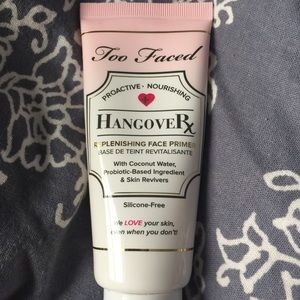 Too Faced
PROACTIVE · NOURISHING
HANGOVERX
REPLENISHING FACE PRIMER
BASE DE TEINT REVITALISANTE
With Coconut Water,
Probiotic-Based Ingredient
& Skin Revivers
Silicone-Free
We LOVE your skin,
even when you don't!